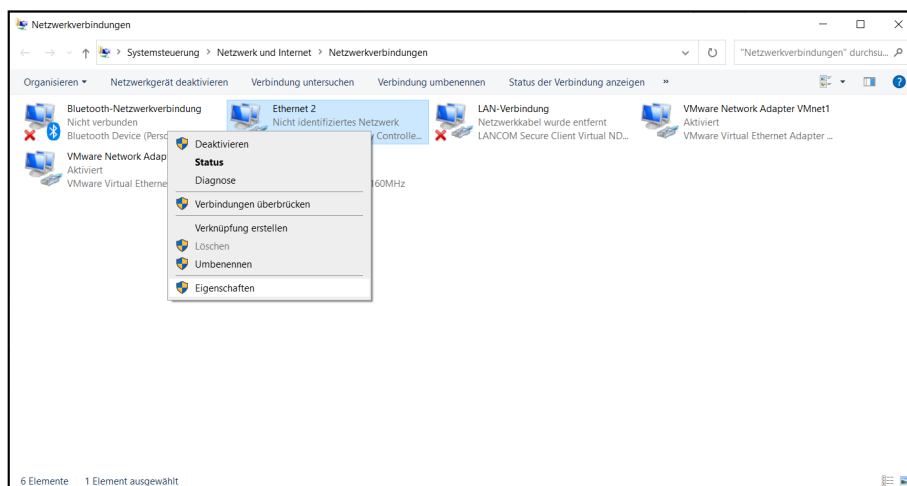 Netzwerkverbindungen
Systemsteuerung > Netzwerk und Internet > Netzwerkverbindungen
"Netzwerkverbindungen" durchsu...
Organisieren Netzwerkgerät deaktivieren Verbindung untersuchen Verbindung umbenennen Status der Verbindung anzeigen »
Bluetooth-Netzwerkverbindung
Nicht verbunden
Bluetooth Device (Perso
Ethernet 2
Nicht identifiziertes Netzwerk
Controlle...
LAN-Verbindung
Netzwerkkabel wurde entfernt
LANCOM Secure Client Virtual ND...
VMware Network Adapter VMnet1
Aktiviert
VMware Virtual Ethernet Adapter ...
VMware Network Adap
Aktiviert
VMware Virtual Etherne
160MHz
Deaktivieren
Status
Diagnose
Verbindungen überbrücken
Verknüpfung erstellen
Löschen
Umbenennen
Eigenschaften
6 Elemente 1 Element ausgewählt